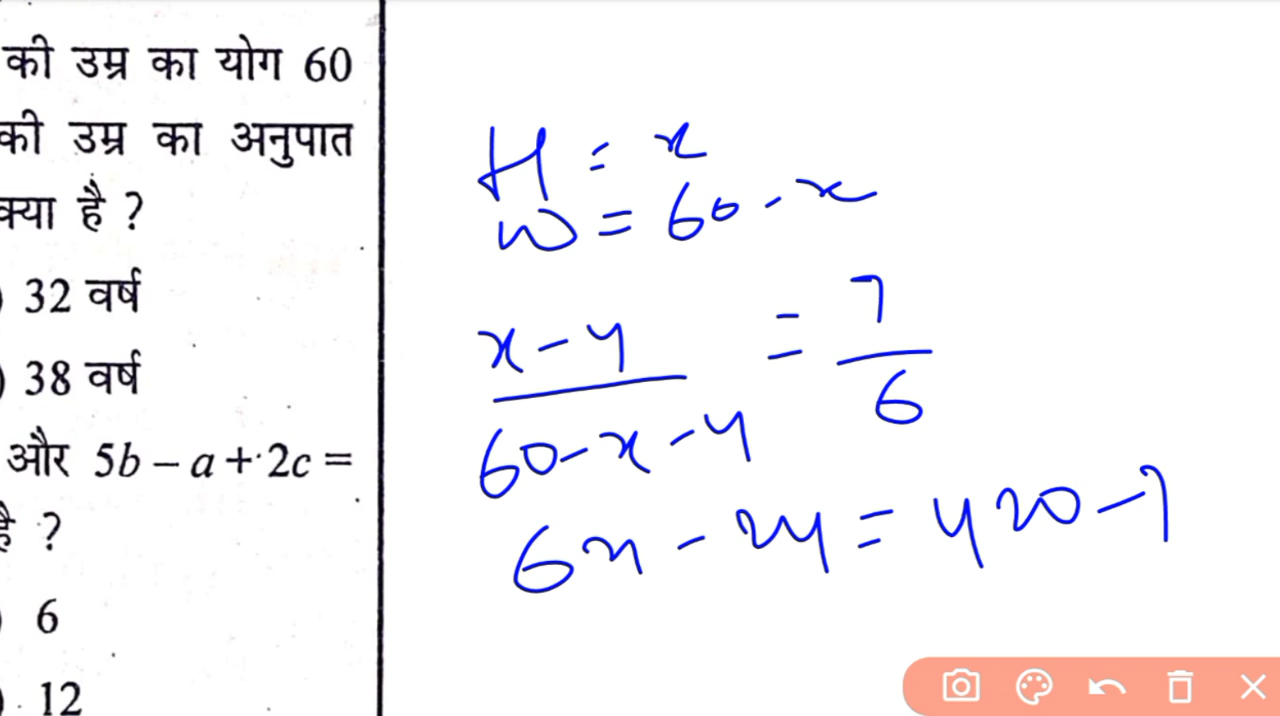 की उम्र का योग 60
की उम्र का अनुपात
क्या है ?
) 32 वर्ष
) 38 वर्ष
और 5b – a + 2c =
है ?
) 6
) 12
H = x
W = 60 - x
x - 4 = 7
60 - x - 4 6
6x - 24 = 420 - 7